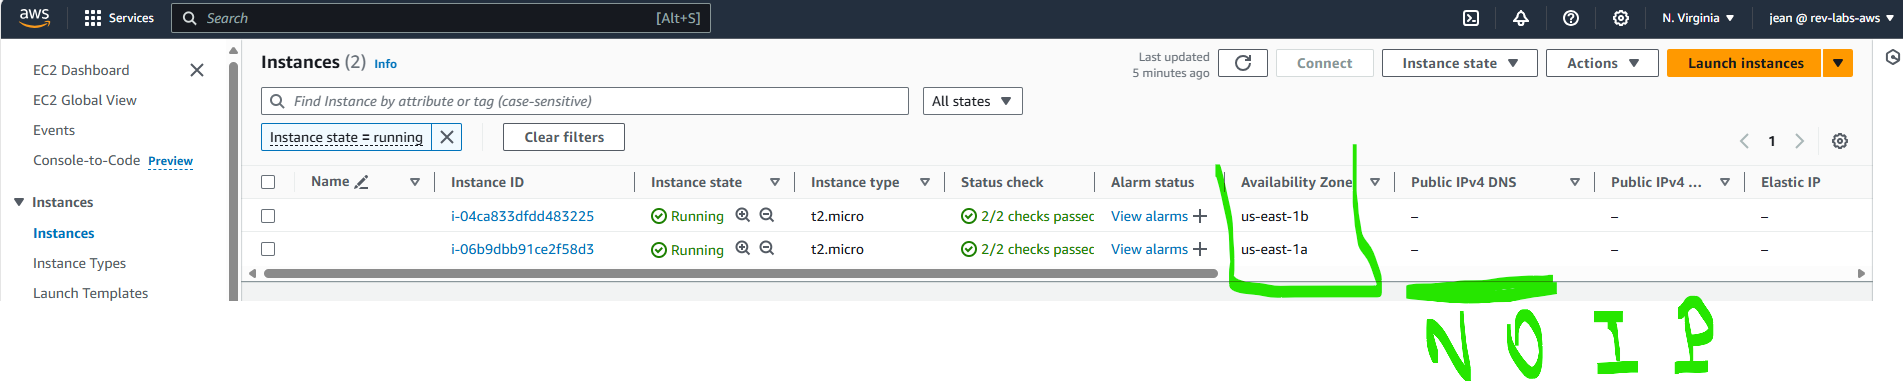 aws Services Search [Alt+S] N. Virginia jean @ rev-labs-aws
EC2 Dashboard
EC2 Global View
Events
Console-to-Code Preview
Instances
Instances
Instance Types
Launch Templates
Instances (2) Info Last updated 5 minutes ago Connect Instance state Actions Launch instances
Find Instance by attribute or tag (case-sensitive) All states
Instance state = running Clear filters 1
Name Instance ID Instance state Instance type Status check Alarm status Availability Zone Public IPv4 DNS Public IPv4 ... Elastic IP
i-04ca833dfdd483225 Running t2.micro 2/2 checks passec View alarms + us-east-1b – – –
i-06b9dbb91ce2f58d3 Running t2.micro 2/2 checks passec View alarms + us-east-1a – – –
NO IP